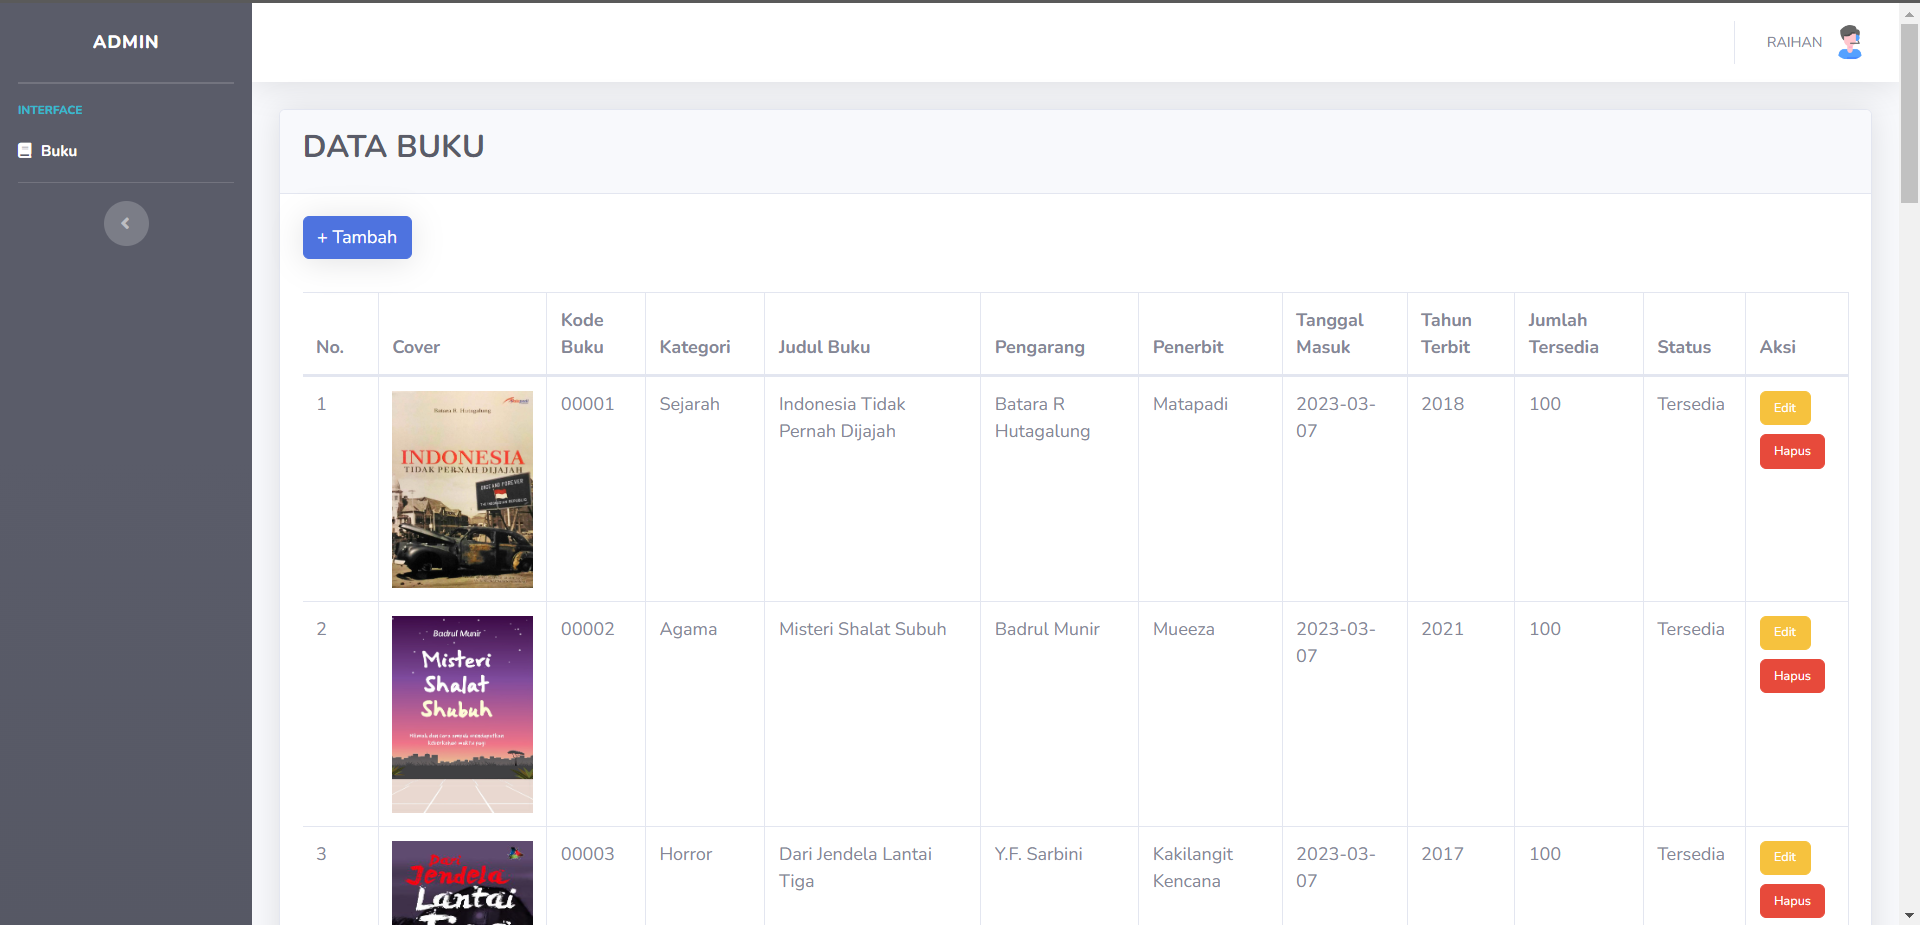 ADMIN
RAIHAN
INTERFACE
Buku
DATA BUKU
+ Tambah
No.
Cover
Kode
Buku
Kategori
Judul Buku
Pengarang
Penerbit
Tanggal
Masuk
Tahun
Terbit
Jumlah
Tersedia
Status
Aksi
1
Batara R. Hutagalung
INDONESIA
TIDAK PERNAH DIJAJAH
ONCE AND FOREVER
00001
Sejarah
Indonesia Tidak
Pernah Dijajah
Batara R
Hutagalung
Matapadi
2023-03-
07
2018
100
Tersedia
Edit
Hapus
2
Badrul Munir
Misteri
Shalat
Shubuh
00002
Agama
Misteri Shalat Subuh
Badrul Munir
Mueeza
2023-03-
07
2021
100
Tersedia
Edit
Hapus
3
Dari
Jendela
Lantai
00003
Horror
Dari Jendela Lantai
Tiga
Y.F. Sarbini
Kakilangit
Kencana
2023-03-
07
2017
100
Tersedia
Edit
Hapus